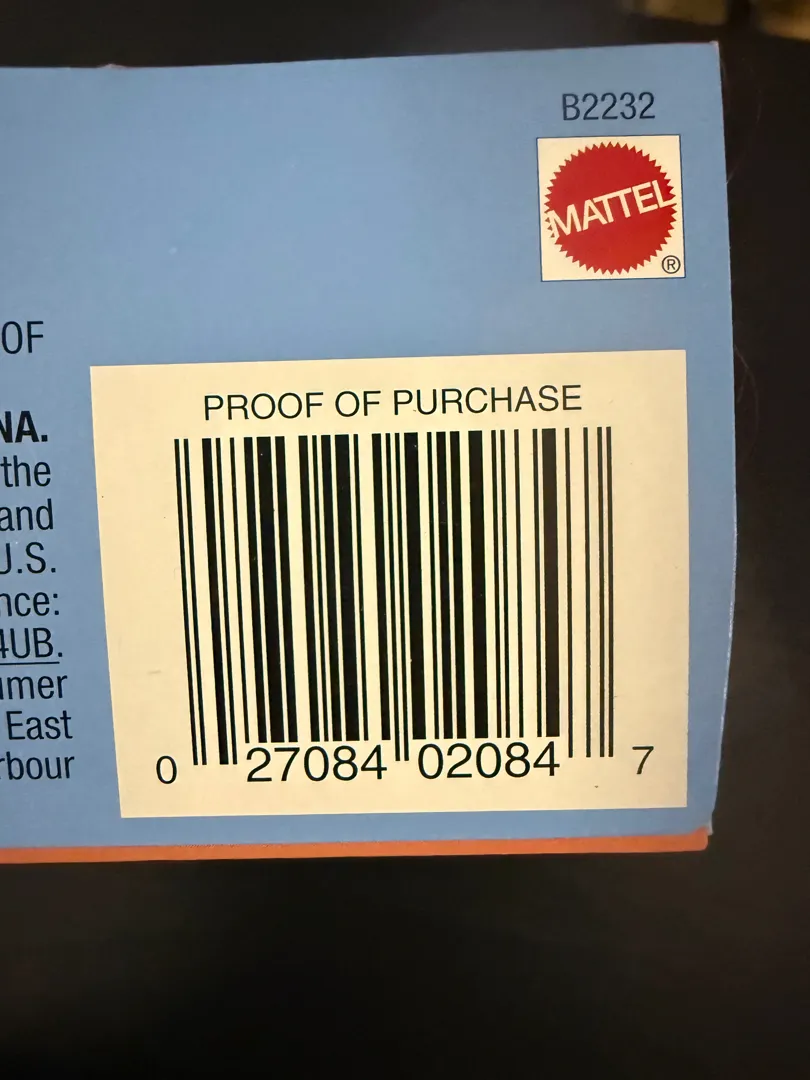 B2232
MATTEL
®
OF
NA.
the
and
U.S.
nce:
4UB.
umer
East
rbour
PROOF OF PURCHASE
0 27084 02084 7